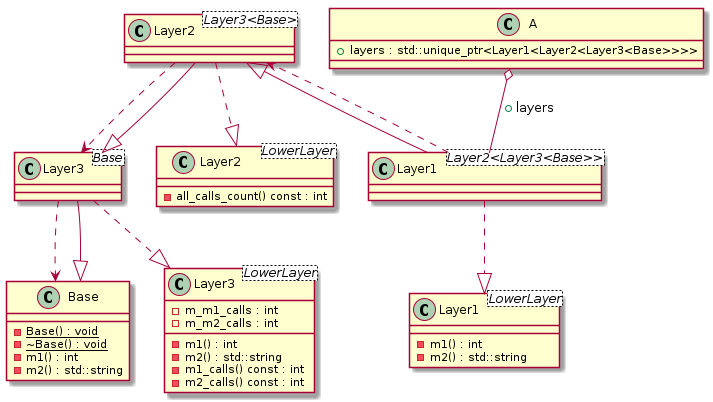 Layer3<Base>
C Layer2
C A
layers : std::unique_ptr<Layer1<Layer2<Layer3<Base>>>>
layers
Base
C Layer3
LowerLayer
C Layer2
all_calls_count() const : int
Layer2<Layer3<Base>>
C Layer1
C Base
Base() : void
~Base() : void
m1() : int
m2() : std::string
LowerLayer
C Layer3
m_m1_calls : int
m_m2_calls : int
m1() : int
m2() : std::string
m1_calls() const : int
m2_calls() const : int
LowerLayer
C Layer1
m1() : int
m2() : std::string